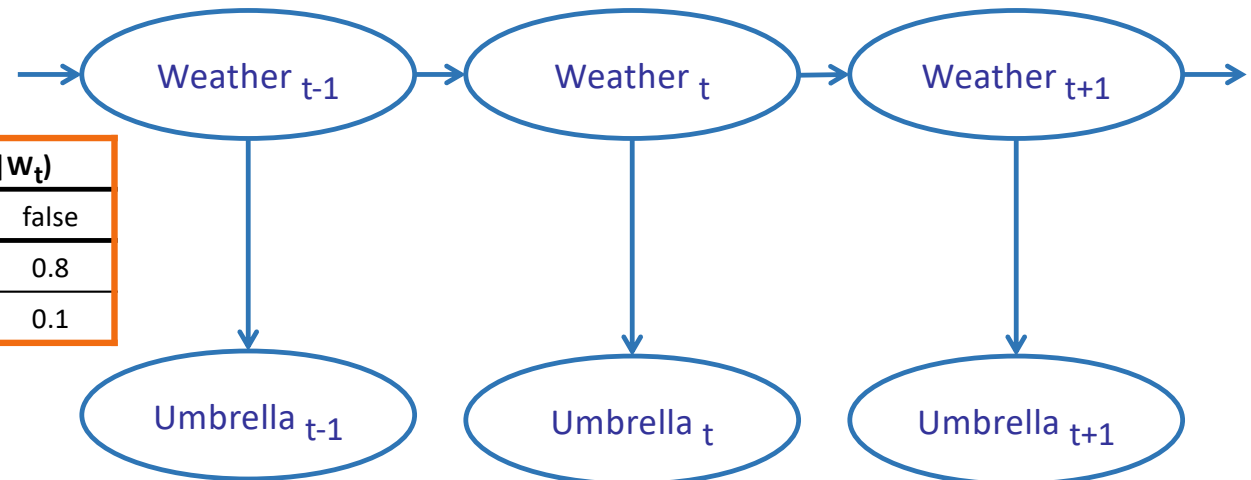 Weather t-1 Weather t Weather t+1
|Wt)
false
0.8
0.1
Umbrella t-1 Umbrella t Umbrella t+1